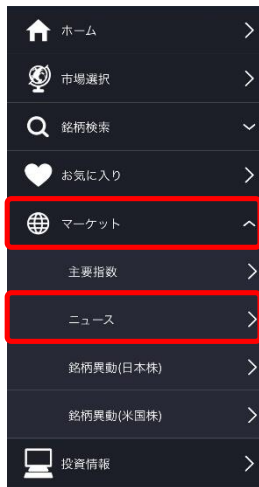 ホーム
市場選択
銘柄検索
お気に入り
マーケット
主要指数
ニュース
銘柄異動(日本株)
銘柄異動(米国株)
投資情報